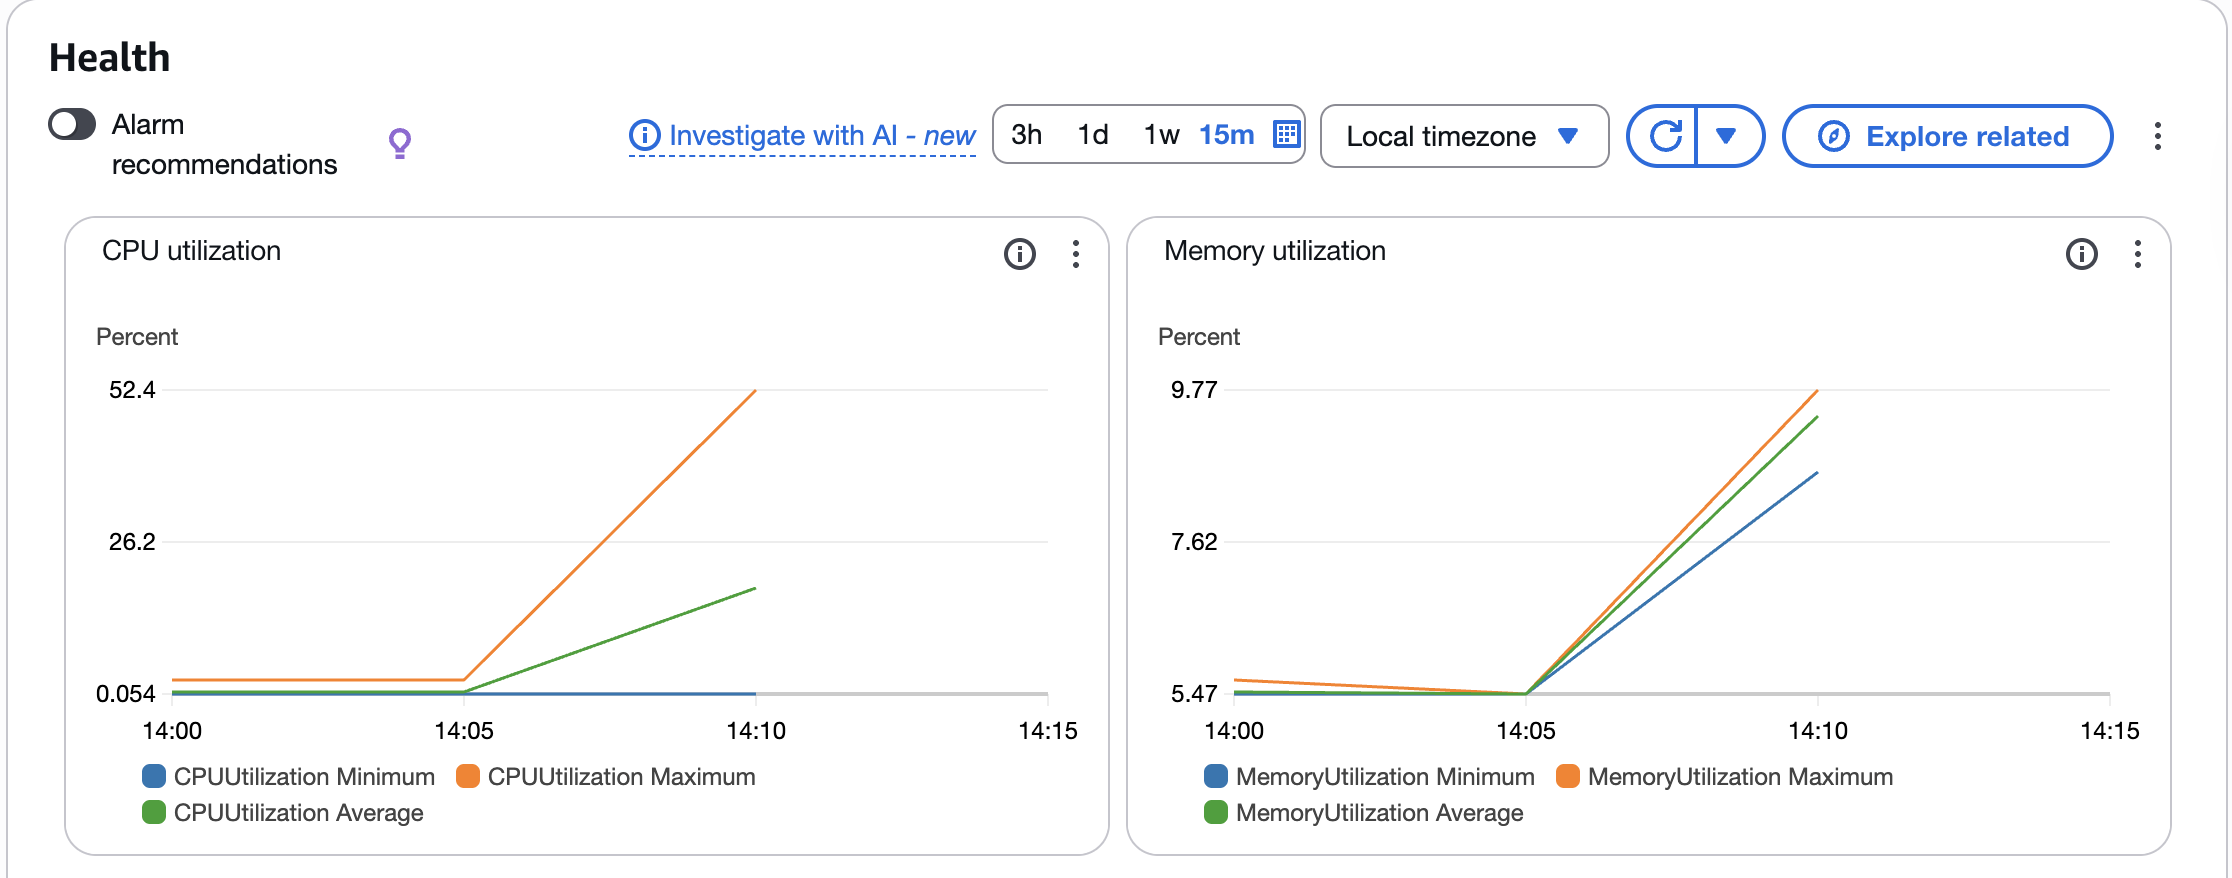 Health
Alarm
recommendations
Investigate with AI - new
3h 1d 1w 15m
Local timezone
Explore related
CPU utilization
Percent
52.4
26.2
0.054
14:00 14:05 14:10 14:15
CPUUtilization Minimum CPUUtilization Maximum
CPUUtilization Average
Memory utilization
Percent
9.77
7.62
5.47
14:00 14:05 14:10 14:15
MemoryUtilization Minimum MemoryUtilization Maximum
MemoryUtilization Average